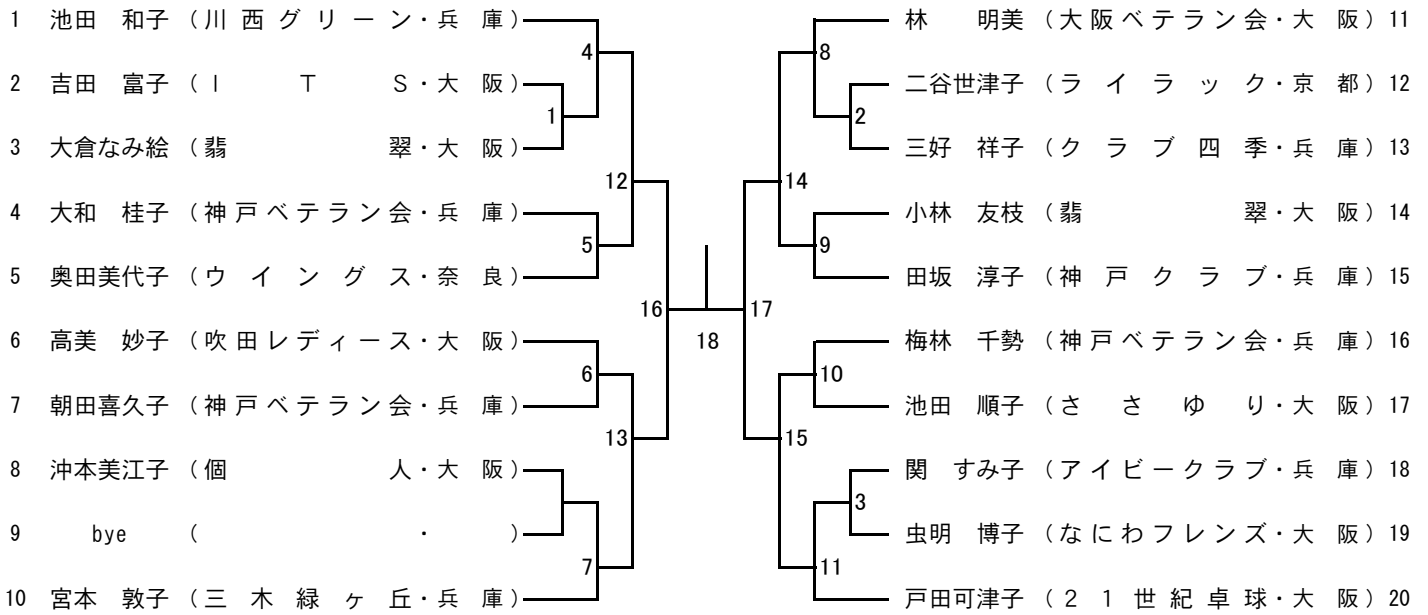 1 池田 和子 (川西グリーン・兵 庫)
2 吉田 富子 (I T S・大 阪)
3 大倉なみ絵 (翡 翠・大 阪)
4 大和 桂子 (神戸ベテラン会・兵 庫)
5 奥田美代子 (ウイングス・奈 良)
6 高美 妙子 (吹田レディース・大 阪)
7 朝田喜久子 (神戸ベテラン会・兵 庫)
8 沖本美江子 (個 人・大 阪)
9 bye ( ・ )
10 宮本 敦子 (三木緑ヶ丘・兵 庫)
4
1
12
5
16
6
13
7
18
8
2
14
9
17
10
15
3
11
林 明美 (大阪ベテラン会・大 阪) 11
二谷世津子 (ライラック・京 都) 12
三好 祥子 (クラブ四季・兵 庫) 13
小林 友枝 (翡 翠・大 阪) 14
田坂 淳子 (神戸クラブ・兵 庫) 15
梅林 千勢 (神戸ベテラン会・兵 庫) 16
池田 順子 (ささゆり・大 阪) 17
関 すみ子 (アイビークラブ・兵 庫) 18
虫明 博子 (なにわフレンズ・大 阪) 19
戸田可津子 (21世紀卓球・大 阪) 20